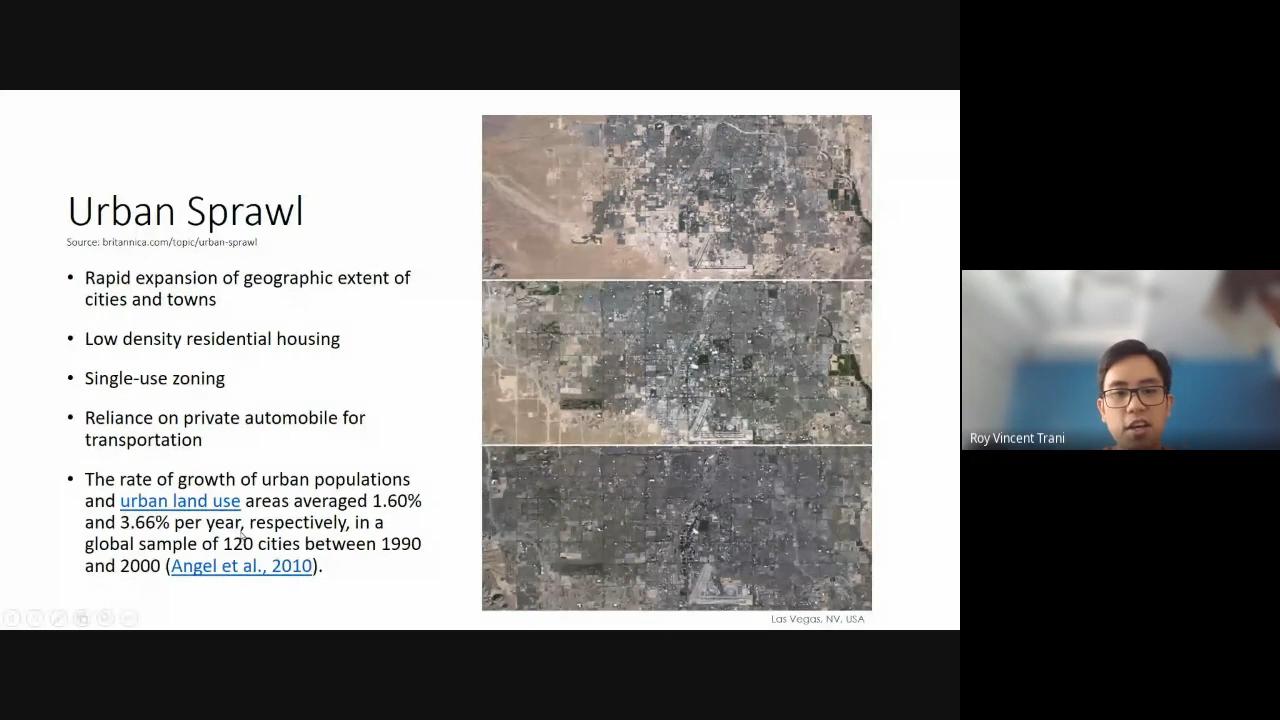 Urban Sprawl
Source: britannica.com/topic/urban-sprawl
• Rapid expansion of geographic extent of
cities and towns
• Low density residential housing
• Single-use zoning
• Reliance on private automobile for
transportation
• The rate of growth of urban populations
and urban land use areas averaged 1.60%
and 3.66% per year, respectively, in a
global sample of 120 cities between 1990
and 2000 (Angel et al., 2010).
Las Vegas, NV, USA
Roy Vincent Trani